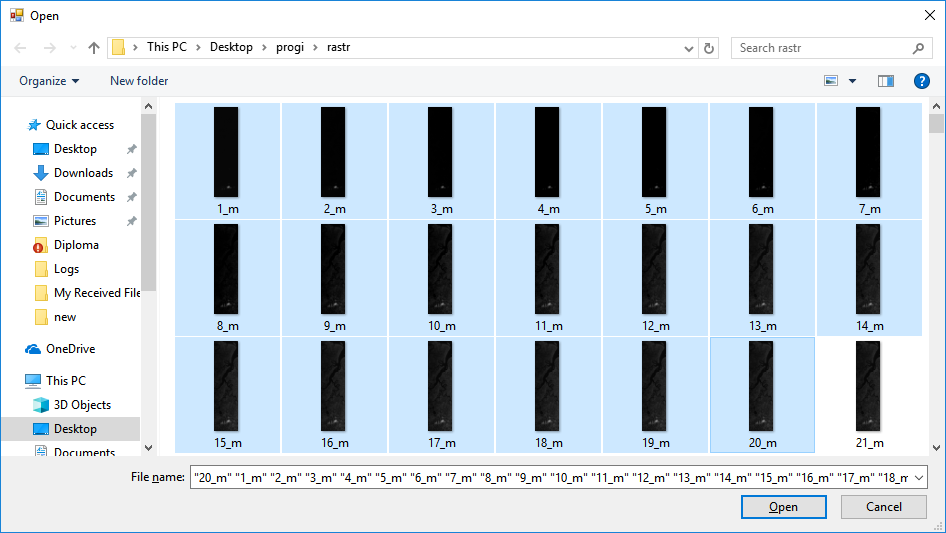 Open
This PC > Desktop > progi > rastr
Search rastr
Organize
New folder
Quick access
Desktop
Downloads
Documents
Pictures
Diploma
Logs
My Received File
new
OneDrive
This PC
3D Objects
Desktop
Documents
1_m 2_m 3_m 4_m 5_m 6_m 7_m
8_m 9_m 10_m 11_m 12_m 13_m 14_m
15_m 16_m 17_m 18_m 19_m 20_m 21_m
File name: "20_m" "1_m" "2_m" "3_m" "4_m" "5_m" "6_m" "7_m" "8_m" "9_m" "10_m" "11_m" "12_m" "13_m" "14_m" "15_m" "16_m" "17_m" "18_m
Open
Cancel